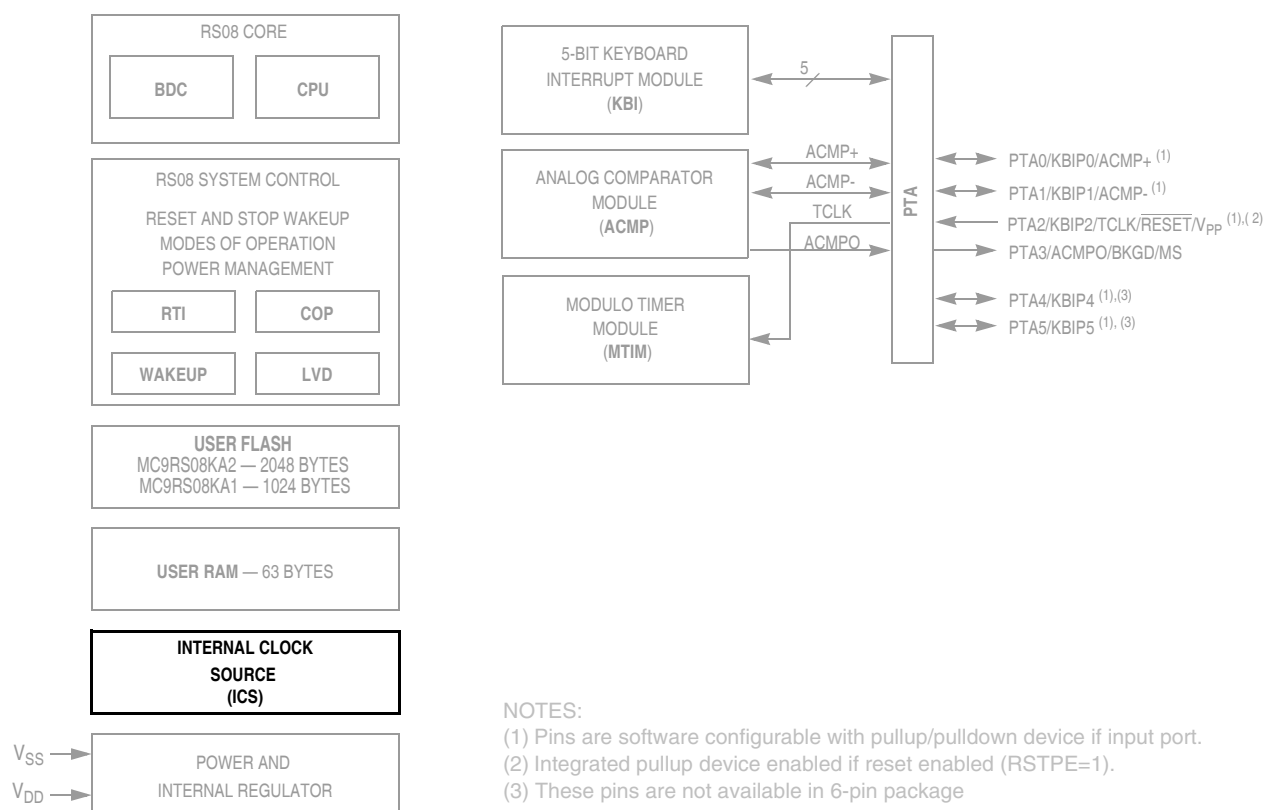 RS08 CORE
BDC
CPU
RS08 SYSTEM CONTROL
RESET AND STOP WAKEUP
MODES OF OPERATION
POWER MANAGEMENT
RTI
COP
WAKEUP
LVD
USER FLASH
MC9RS08KA2 — 2048 BYTES
MC9RS08KA1 — 1024 BYTES
USER RAM — 63 BYTES
INTERNAL CLOCK
SOURCE
(ICS)
VSS
VDD
POWER AND
INTERNAL REGULATOR
5-BIT KEYBOARD
INTERRUPT MODULE
(KBI)
5
ANALOG COMPARATOR
MODULE
(ACMP)
ACMP+
ACMP-
TCLK
ACMPO
MODULO TIMER
MODULE
(MTIM)
PTA
PTA0/KBIP0/ACMP+ (1)
PTA1/KBIP1/ACMP- (1)
PTA2/KBIP2/TCLK/RESET/VPP (1),( 2)
PTA3/ACMPO/BKGD/MS
PTA4/KBIP4 (1),(3)
PTA5/KBIP5 (1), (3)
NOTES:
(1) Pins are software configurable with pullup/pulldown device if input port.
(2) Integrated pullup device enabled if reset enabled (RSTPE=1).
(3) These pins are not available in 6-pin package